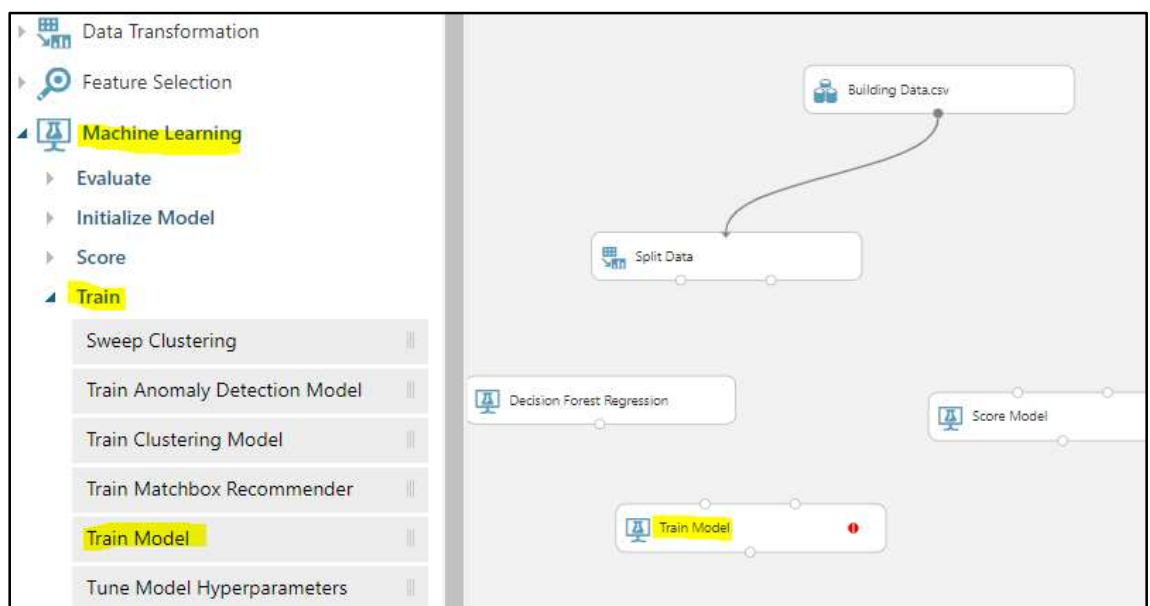 Data Transformation
Feature Selection
Machine Learning
Evaluate
Initialize Model
Score
Train
Sweep Clustering
Train Anomaly Detection Model
Train Clustering Model
Train Matchbox Recommender
Train Model
Tune Model Hyperparameters
Building Data.csv
Split Data
Decision Forest Regression
Score Model
Train Model